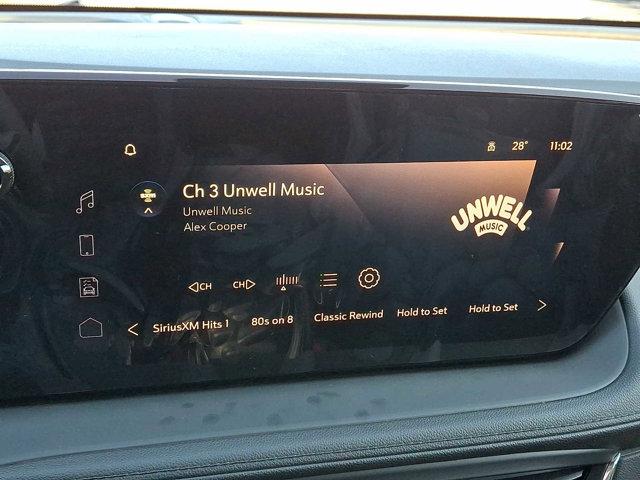 28° 11:02
Ch 3 Unwell Music
Unwell Music
Alex Cooper
UNWELL
MUSIC
CH CH
SiriusXM Hits 1 80s on 8 Classic Rewind Hold to Set Hold to Set